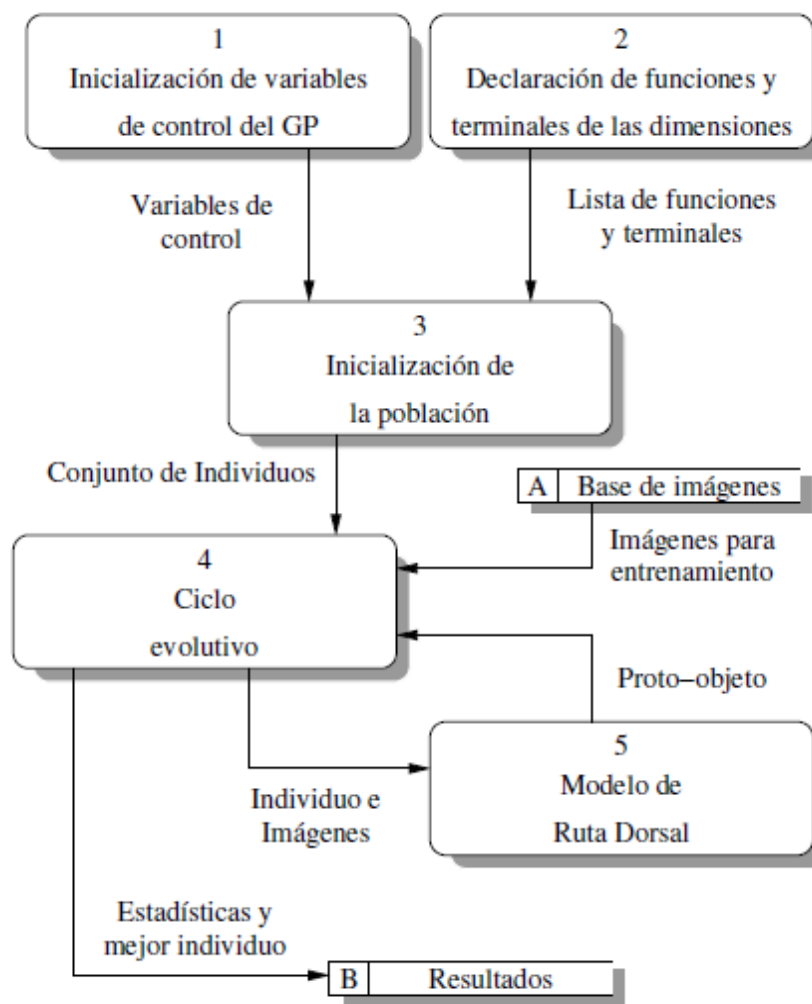 1
Inicialización de variables
de control del GP
2
Declaración de funciones y
terminales de las dimensiones
Variables de
control
Lista de funciones
y terminales
3
Inicialización de
la población
Conjunto de Individuos
A Base de imágenes
Imágenes para
entrenamiento
4
Ciclo
evolutivo
Proto–objeto
5
Modelo de
Ruta Dorsal
Individuo e
Imágenes
Estadísticas y
mejor individuo
B Resultados